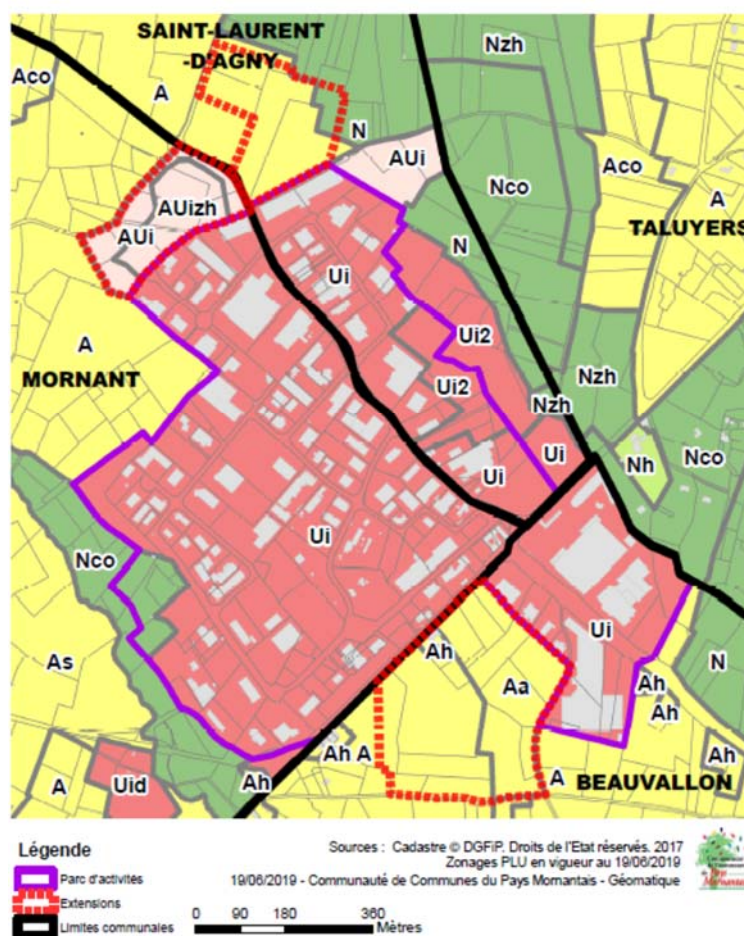 SAINT-LAURENT
-D'AGNY
Nzh
Aco
A
N
AUi
Nco
Aco
A
AUizh
TALUYERS
AUi
N
Ui
A
MORNANT
Ui2
Ui2
Nzh
Nzh
Ui
Ui
Nh
Nco
Ui
Nco
Ui
As
Ah
Aa
N
Ah
Ah
Ah
A
Uid
Ah
Ah A
A
BEAUVALLON
Légende
Parc d'activités
Extensions
Limites communales
Sources : Cadastre © DGFiP. Droits de l'Etat réservés. 2017
Zonages PLU en vigueur au 19/06/2019
19/06/2019 - Communauté de Communes du Pays Mornantais - Géomatique
0 90 180 360
Mètres